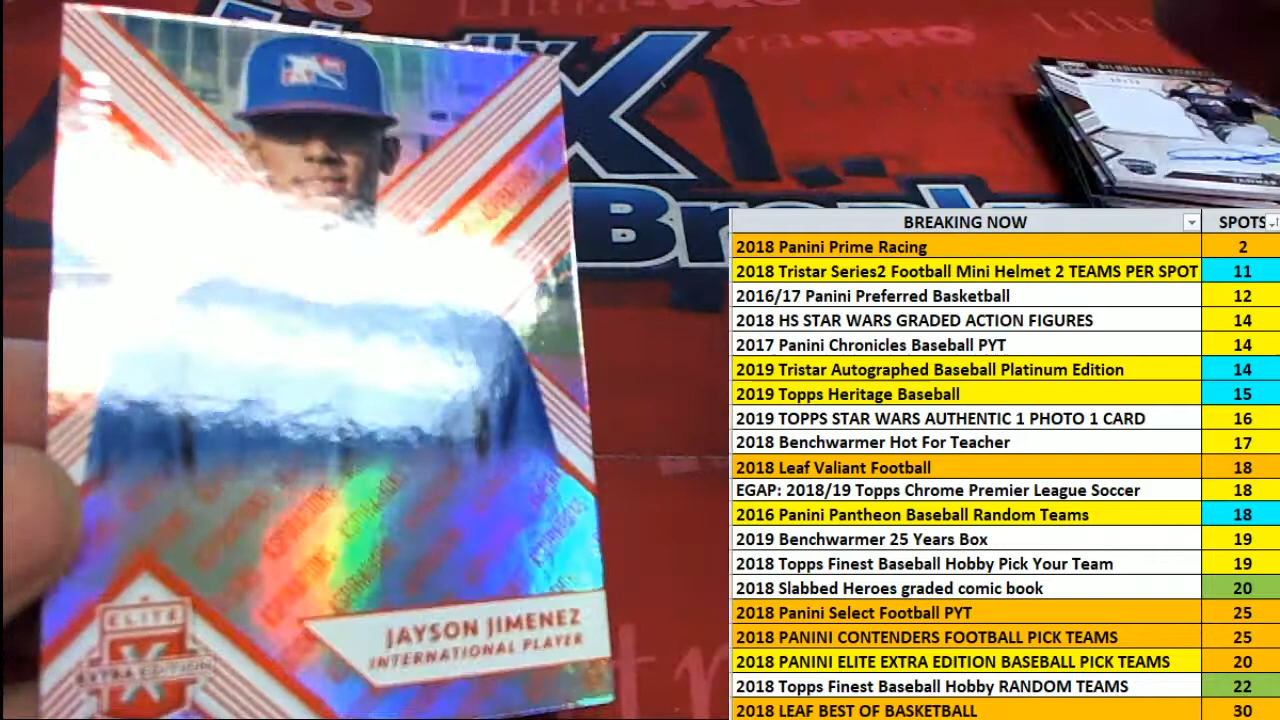 JAYSON JIMENEZ
INTERNATIONAL PLAYER
ELITE
X
EXTRA EDITION
PRO
Ultra-PRO
X
Break
BREAKING NOW SPOTS
2018 Panini Prime Racing 2
2018 Tristar Series2 Football Mini Helmet 2 TEAMS PER SPOT 11
2016/17 Panini Preferred Basketball 12
2018 HS STAR WARS GRADED ACTION FIGURES 14
2017 Panini Chronicles Baseball PYT 14
2019 Tristar Autographed Baseball Platinum Edition 14
2019 Topps Heritage Baseball 15
2019 TOPPS STAR WARS AUTHENTIC 1 PHOTO 1 CARD 16
2018 Benchwarmer Hot For Teacher 17
2018 Leaf Valiant Football 18
EGAP: 2018/19 Topps Chrome Premier League Soccer 18
2016 Panini Pantheon Baseball Random Teams 18
2019 Benchwarmer 25 Years Box 19
2018 Topps Finest Baseball Hobby Pick Your Team 19
2018 Slabbed Heroes graded comic book 20
2018 Panini Select Football PYT 25
2018 PANINI CONTENDERS FOOTBALL PICK TEAMS 25
2018 PANINI ELITE EXTRA EDITION BASEBALL PICK TEAMS 20
2018 Topps Finest Baseball Hobby RANDOM TEAMS 22
2018 LEAF BEST OF BASKETBALL 30